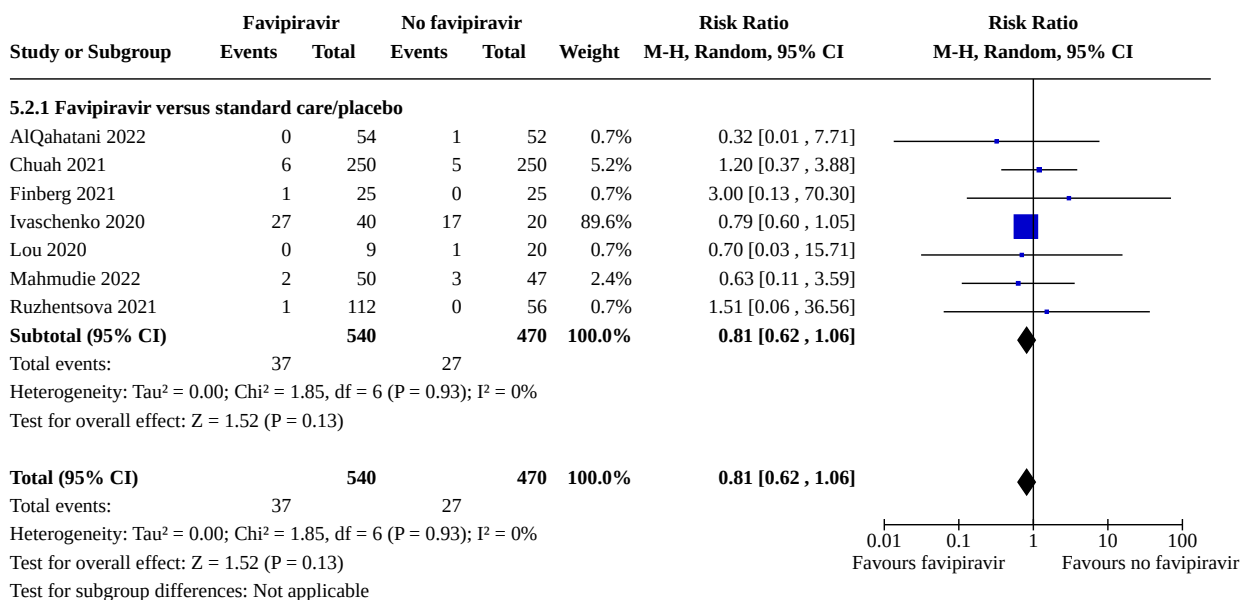 Favipiravir No favipiravir Risk Ratio Risk Ratio
Study or Subgroup Events Total Events Total Weight M-H, Random, 95% CI M-H, Random, 95% CI
5.2.1 Favipiravir versus standard care/placebo
AlQahatani 2022 0 54 1 52 0.7% 0.32 [0.01 , 7.71]
Chuah 2021 6 250 5 250 5.2% 1.20 [0.37 , 3.88]
Finberg 2021 1 25 0 25 0.7% 3.00 [0.13 , 70.30]
Ivaschenko 2020 27 40 17 20 89.6% 0.79 [0.60 , 1.05]
Lou 2020 0 9 1 20 0.7% 0.70 [0.03 , 15.71]
Mahmudie 2022 2 50 3 47 2.4% 0.63 [0.11 , 3.59]
Ruzhentsova 2021 1 112 0 56 0.7% 1.51 [0.06 , 36.56]
Subtotal (95% CI) 540 470 100.0% 0.81 [0.62 , 1.06]
Total events: 37 27
Heterogeneity: Tau² = 0.00; Chi² = 1.85, df = 6 (P = 0.93); I² = 0%
Test for overall effect: Z = 1.52 (P = 0.13)
Total (95% CI) 540 470 100.0% 0.81 [0.62 , 1.06]
Total events: 37 27
Heterogeneity: Tau² = 0.00; Chi² = 1.85, df = 6 (P = 0.93); I² = 0%
0.01 0.1 1 10 100
Test for overall effect: Z = 1.52 (P = 0.13) Favours favipiravir Favours no favipiravir
Test for subgroup differences: Not applicable